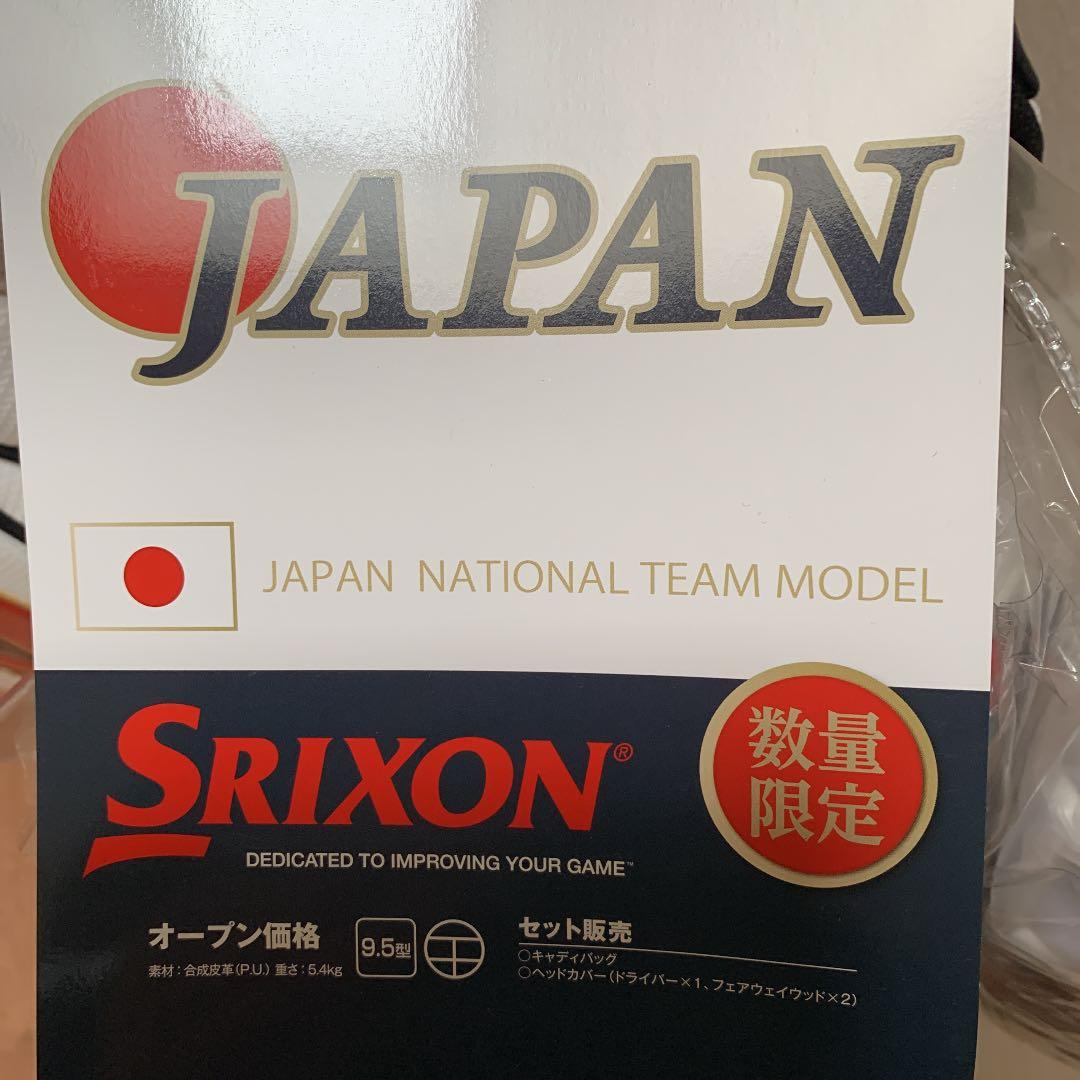 JAPAN
JAPAN NATIONAL TEAM MODEL
SRIXON®
DEDICATED TO IMPROVING YOUR GAME™
数量
限定
オープン価格
素材:合成皮革(P.U.) 重さ:5.4kg
9.5型
セット販売
○キャディバッグ
○ヘッドカバー(ドライバー×1、フェアウェイウッド×2)